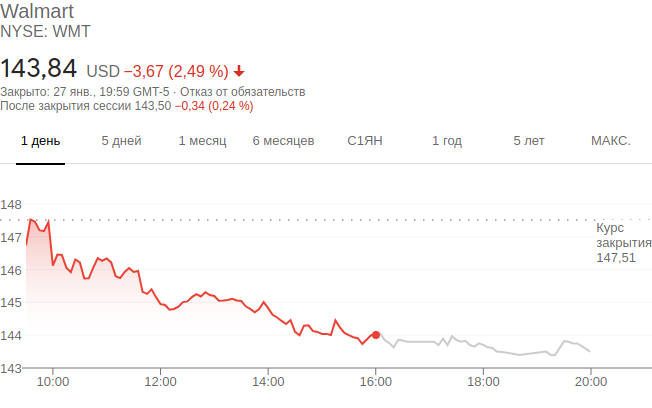 Walmart
NYSE: WMT
143,84 USD −3,67 (2,49 %)
Закрыто: 27 янв., 19:59 GMT-5 · Отказ от обязательств
После закрытия сессии 143,50 −0,34 (0,24 %)
1 день 5 дней 1 месяц 6 месяцев С1ЯН 1 год 5 лет МАКС.
148
147
146
145
144
143
Курс
закрытия
147,51
10:00 12:00 14:00 16:00 18:00 20:00